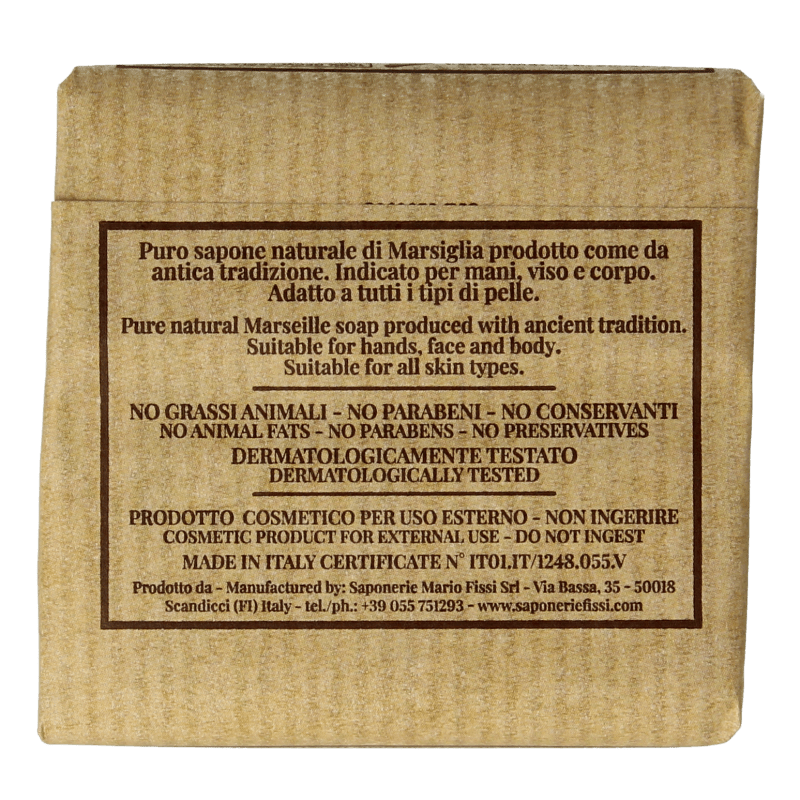 Puro sapone naturale di Marsiglia prodotto come da
antica tradizione. Indicato per mani, viso e corpo.
Adatto a tutti i tipi di pelle.
Pure natural Marseille soap produced with ancient tradition.
Suitable for hands, face and body.
Suitable for all skin types.
NO GRASSI ANIMALI - NO PARABENI - NO CONSERVANTI
NO ANIMAL FATS - NO PARABENS - NO PRESERVATIVES
DERMATOLOGICAMENTE TESTATO
DERMATOLOGICALLY TESTED
PRODOTTO COSMETICO PER USO ESTERNO - NON INGERIRE
COSMETIC PRODUCT FOR EXTERNAL USE - DO NOT INGEST
MADE IN ITALY CERTIFICATE N° IT01.IT/1248.055.V
Prodotto da - Manufactured by: Saponerie Mario Fissi Srl - Via Bassa, 35 - 50018
Scandicci (FI) Italy - tel./ph.: +39 055 751293 - www.saponeriefissi.com